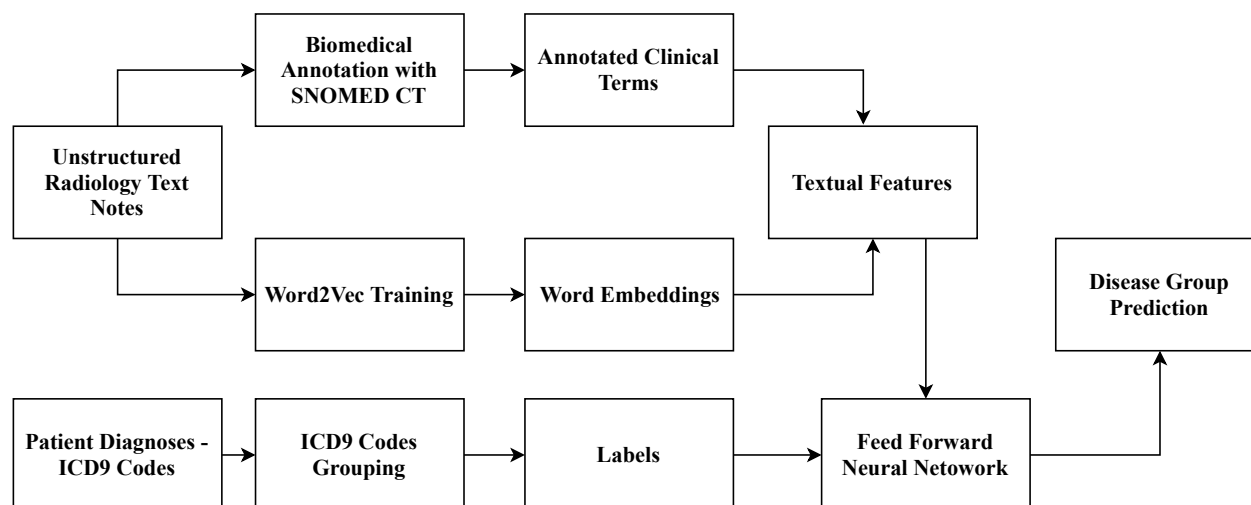 Biomedical
Annotation with
SNOMED CT
Annotated Clinical
Terms
Unstructured
Radiology Text
Notes
Textual Features
Word2Vec Training
Word Embeddings
Disease Group
Prediction
Patient Diagnoses -
ICD9 Codes
ICD9 Codes
Grouping
Labels
Feed Forward
Neural Netowork